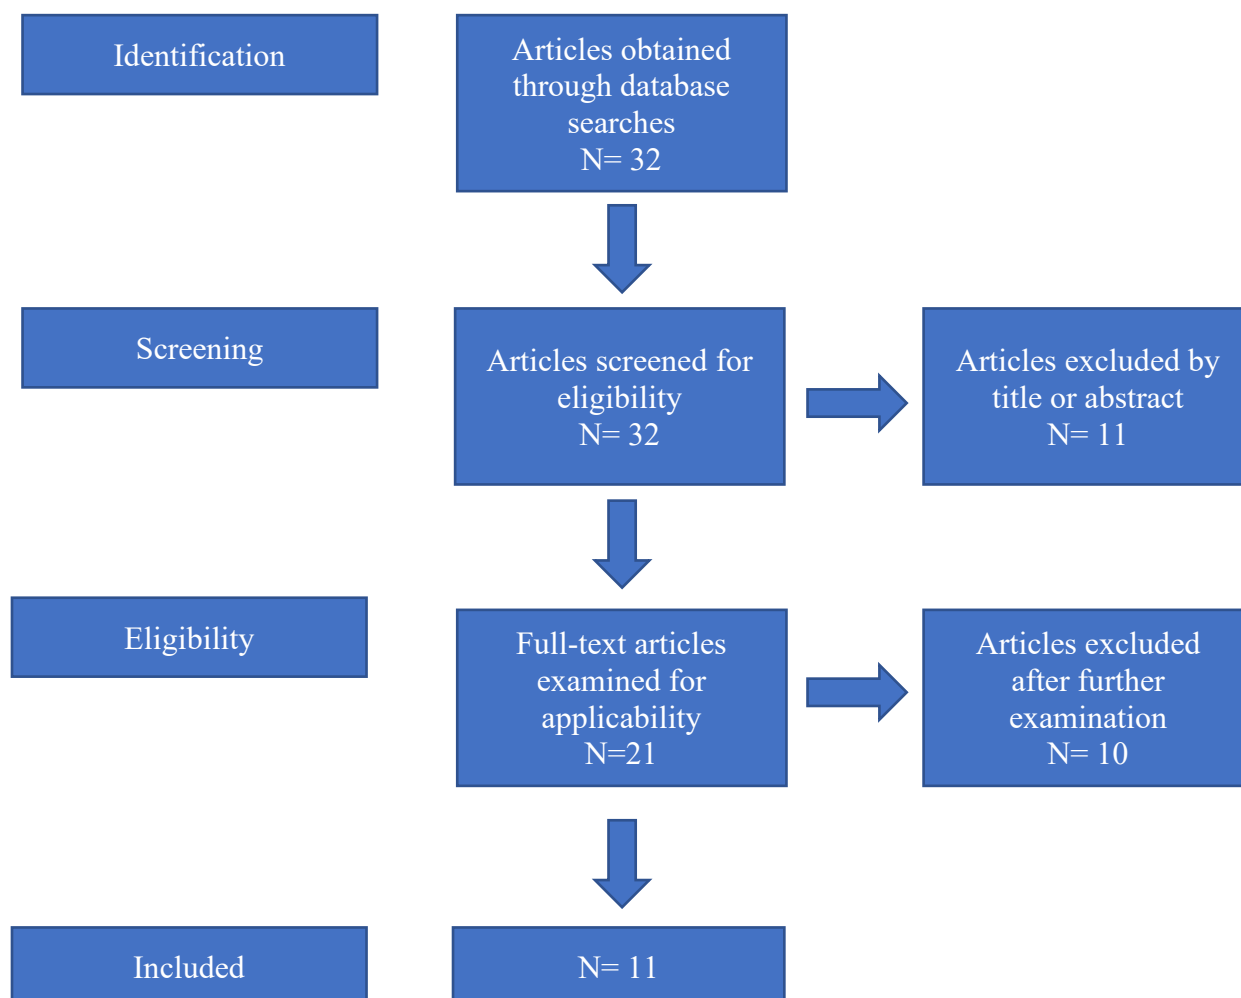 Identification
Articles obtained
through database
searches
N= 32
Screening
Articles screened for
eligibility
N= 32
Articles excluded by
title or abstract
N= 11
Eligibility
Full-text articles
examined for
applicability
N=21
Articles excluded
after further
examination
N= 10
Included
N= 11